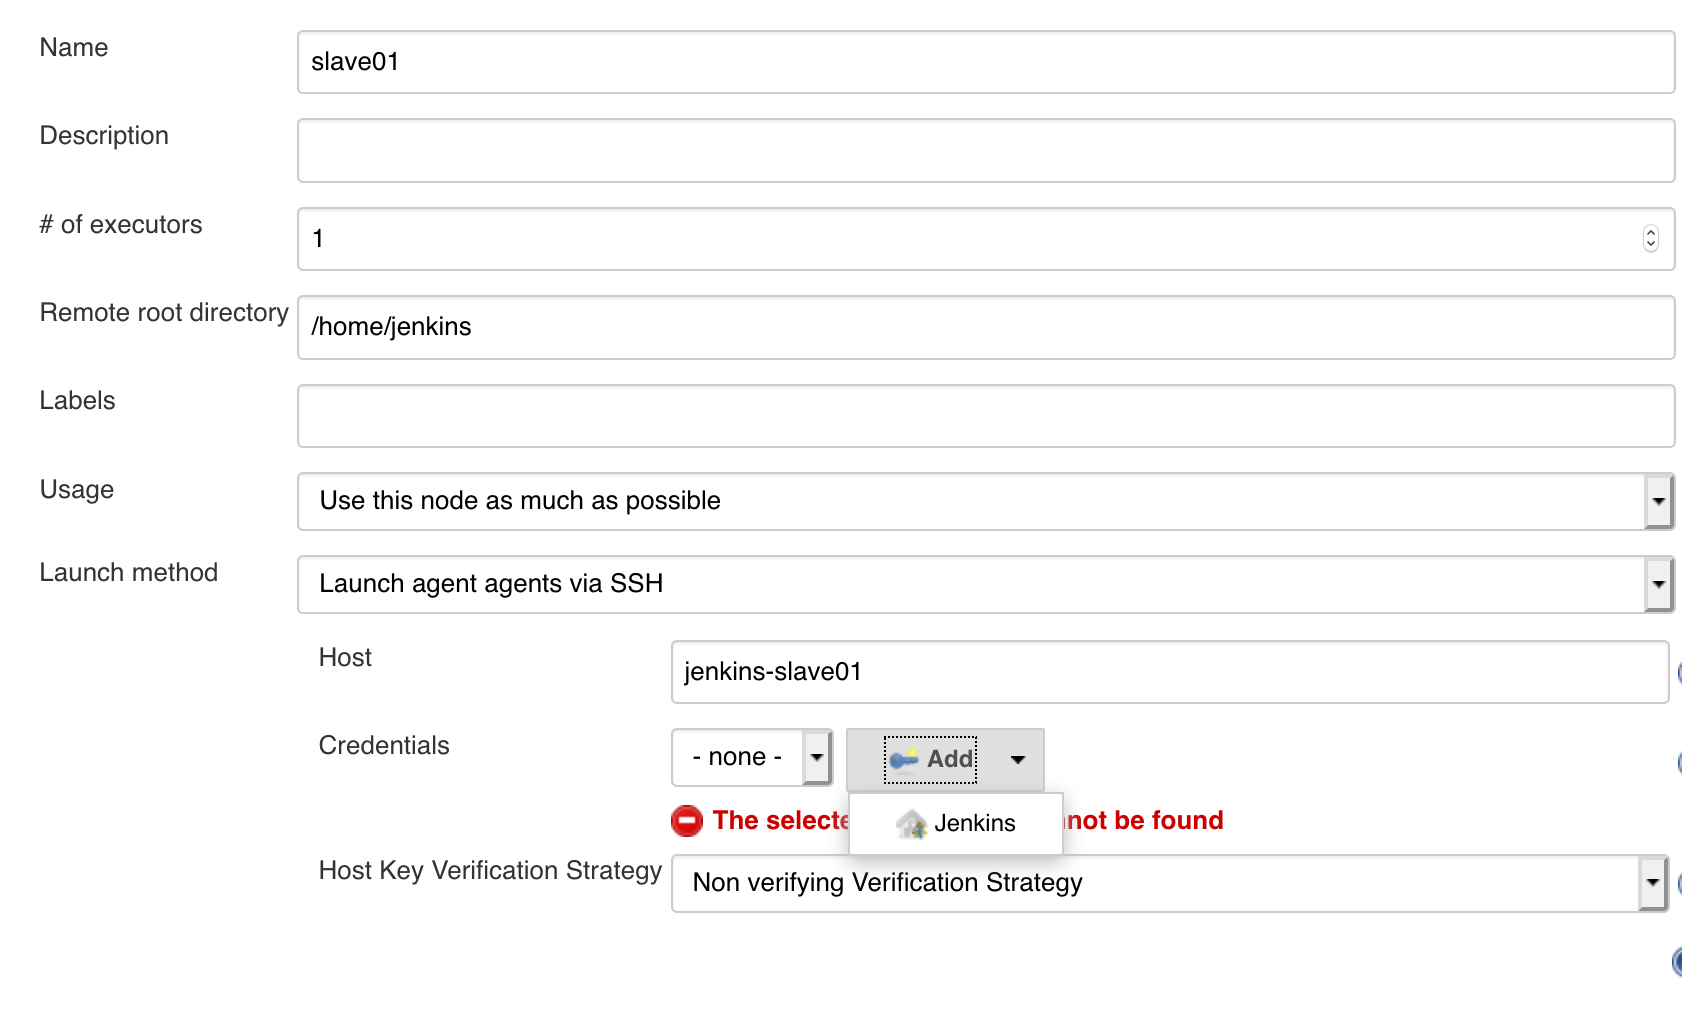 Name
slave01
Description
# of executors
1
Remote root directory
/home/jenkins
Labels
Usage
Use this node as much as possible
Launch method
Launch agent agents via SSH
Host
jenkins-slave01
Credentials
- none -
Add
The selecte
Jenkins
not be found
Host Key Verification Strategy
Non verifying Verification Strategy